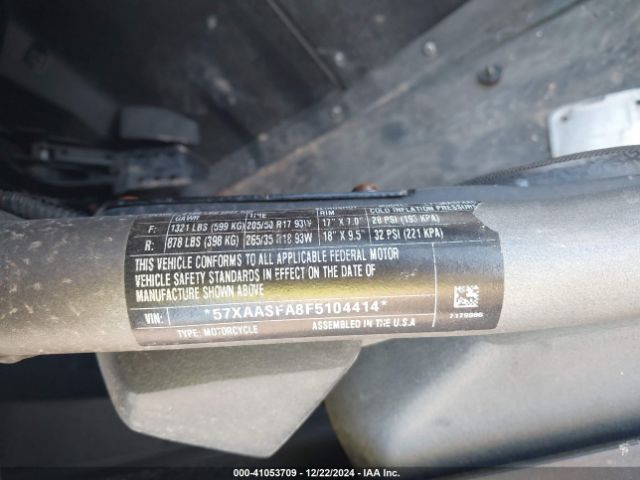 GAWR TIRE RIM COLD INFLATION PRESSURE
F: 1321 LBS (599 KG) 205/50 R17 93W 17" X 7.0" 28 PSI (193 KPA)
R: 878 LBS (398 KG) 265/35 R18 93W 18" X 9.5" 32 PSI (221 KPA)
THIS VEHICLE CONFORMS TO ALL APPLICABLE FEDERAL MOTOR
VEHICLE SAFETY STANDARDS IN EFFECT ON THE DATE OF
MANUFACTURE SHOWN ABOVE
VIN: *57XAASFA8F5104414*
TYPE: MOTORCYCLE ASSEMBLED IN THE U.S.A
7179986
000-41053709 - 12/22/2024 - IAA Inc.